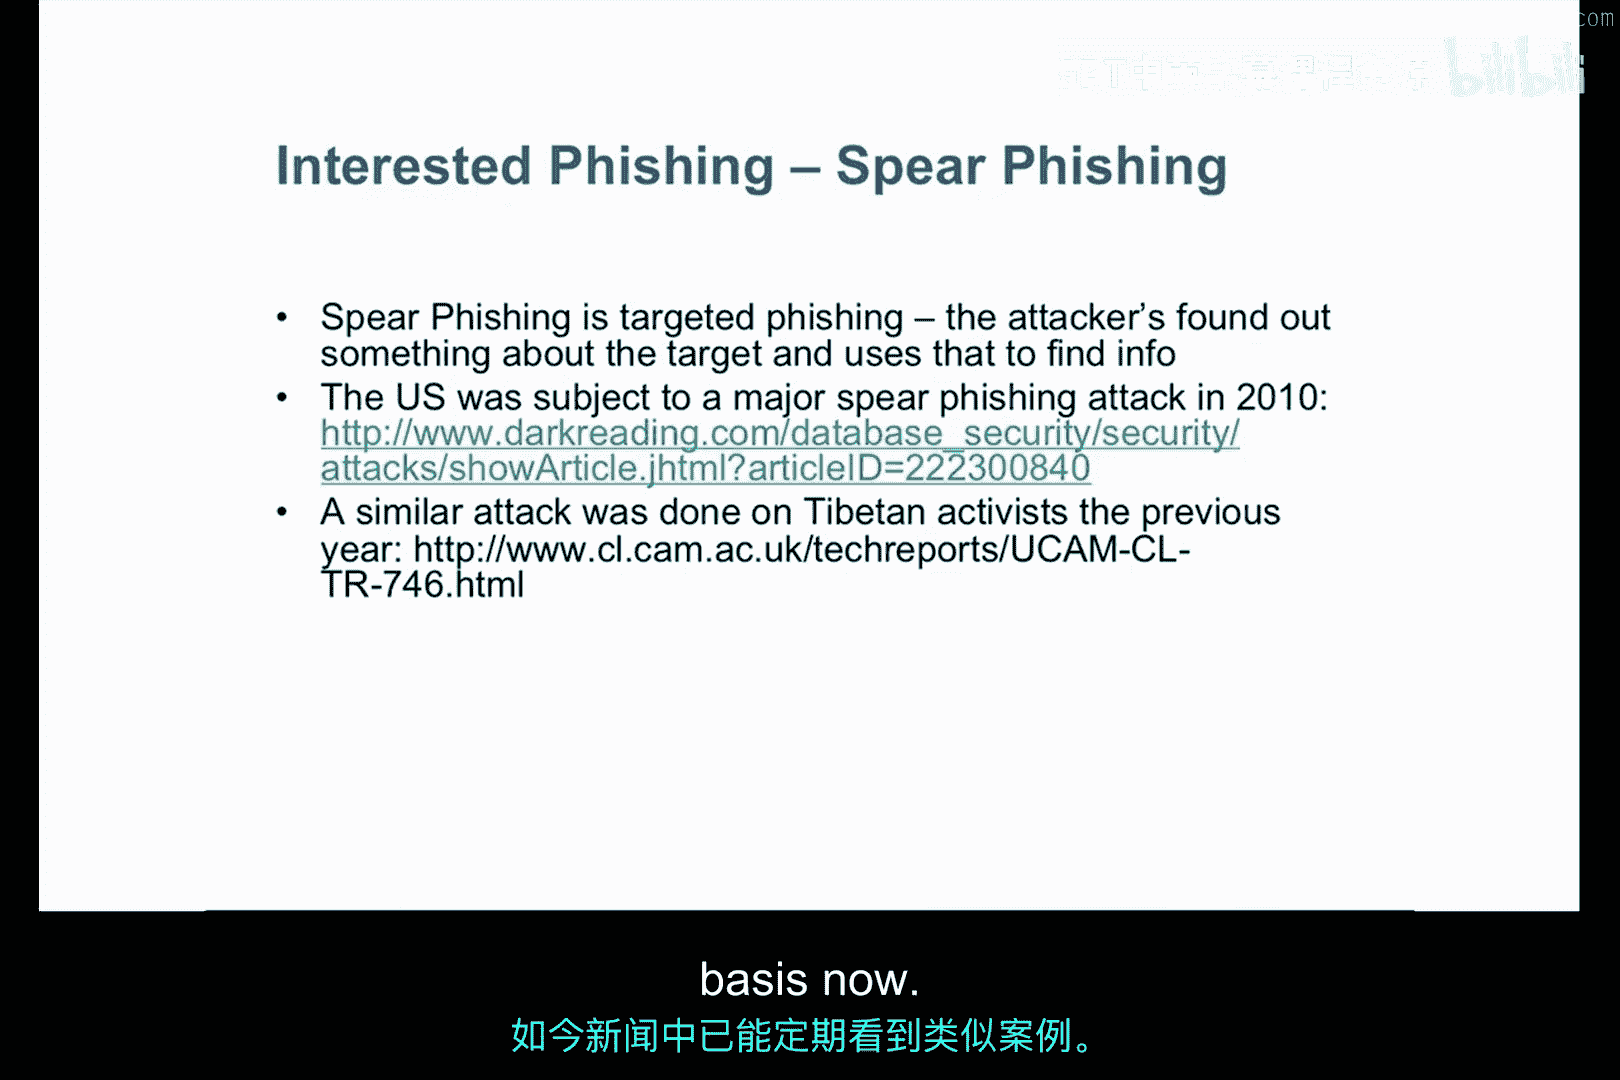 com
bilibili
Interested Phishing – Spear Phishing
• Spear Phishing is targeted phishing – the attacker's found out
something about the target and uses that to find info
• The US was subject to a major spear phishing attack in 2010:
http://www.darkreading.com/database_security/security/
attacks/showArticle.jhtml?articleID=222300840
• A similar attack was done on Tibetan activists the previous
year: http://www.cl.cam.ac.uk/techreports/UCAM-CL-
TR-746.html
basis now.
如今新闻中已能定期看到类似案例。